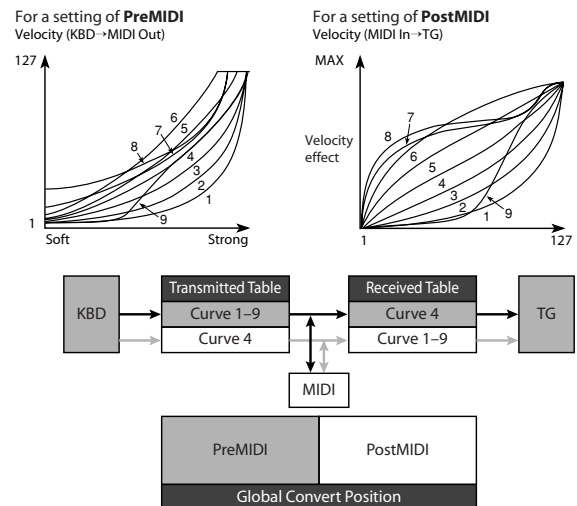 For a setting of PreMIDI
Velocity (KBD→MIDI Out)
127
1
Soft
Strong
6
7
5
8
4
3
2
1
9
For a setting of PostMIDI
Velocity (MIDI In→TG)
MAX
Velocity
effect
1
127
8
7
6
5
4
3
2
1
9
KBD
Transmitted Table
Curve 1–9
Curve 4
Received Table
Curve 4
Curve 1–9
TG
MIDI
PreMIDI
PostMIDI
Global Convert Position